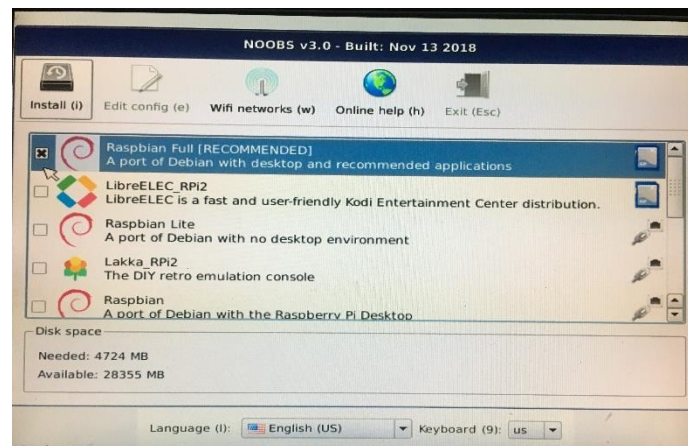 NOOBS v3.0 - Built: Nov 13 2018
Install (i) Edit config (e) Wifi networks (w) Online help (h) Exit (Esc)
Raspbian Full [RECOMMENDED]
A port of Debian with desktop and recommended applications
LibreELEC_RPi2
LibreELEC is a fast and user-friendly Kodi Entertainment Center distribution.
Raspbian Lite
A port of Debian with no desktop environment
Lakka_RPi2
The DIY retro emulation console
Raspbian
A port of Debian with the Raspberry Pi Desktop
Disk space
Needed: 4724 MB
Available: 28355 MB
Language (l): English (US) Keyboard (9): us